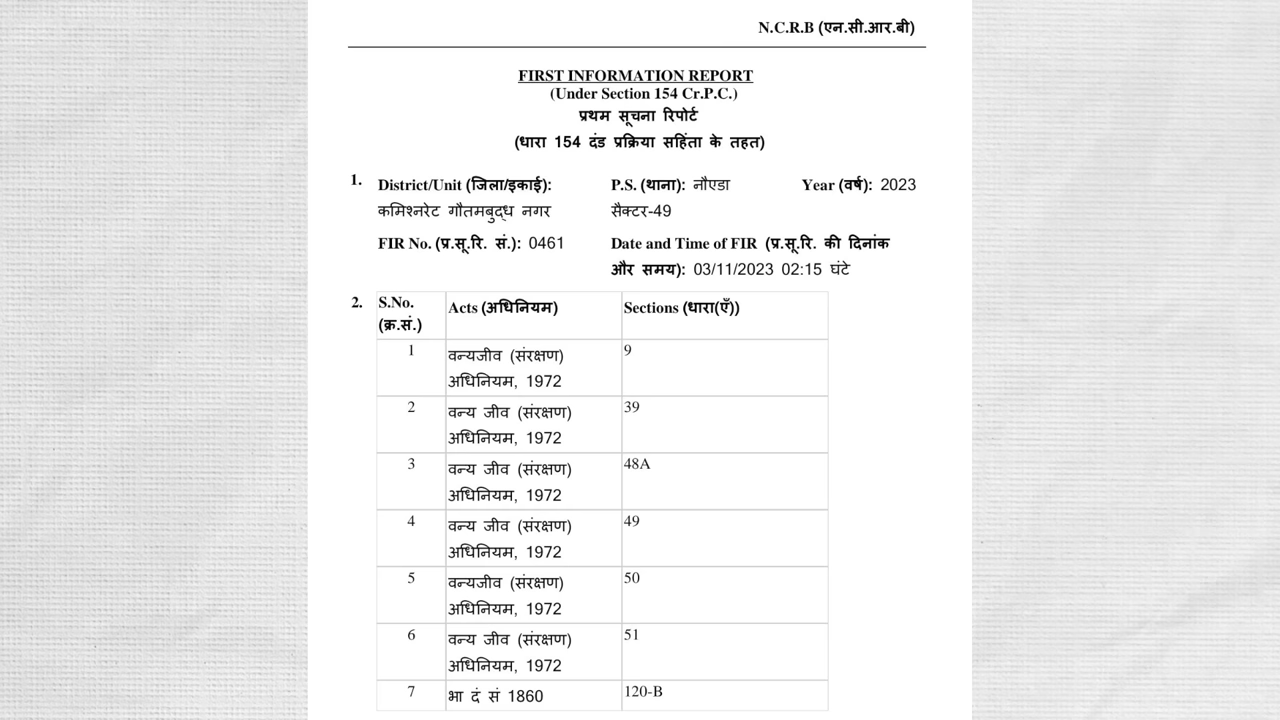 N.C.R.B (एन.सी.आर.बी)
FIRST INFORMATION REPORT
(Under Section 154 Cr.P.C.)
प्रथम सूचना रिपोर्ट
(धारा 154 दंड प्रक्रिया सहिंता के तहत)
1. District/Unit (जिला/इकाई): P.S. (थाना): नौएडा Year (वर्ष): 2023
कमिश्नरेट गौतमबुद्ध नगर सैक्टर-49
FIR No. (प्र.सू.रि. सं.): 0461 Date and Time of FIR (प्र.सू.रि. की दिनांक
और समय): 03/11/2023 02:15 घंटे
2. S.No. Acts (अधिनियम) Sections (धारा(एँ))
(क्र.सं.)
1 वन्यजीव (संरक्षण) 9
अधिनियम, 1972
2 वन्य जीव (संरक्षण) 39
अधिनियम, 1972
3 वन्य जीव (संरक्षण) 48A
अधिनियम, 1972
4 वन्य जीव (संरक्षण) 49
अधिनियम, 1972
5 वन्यजीव (संरक्षण) 50
अधिनियम, 1972
6 वन्य जीव (संरक्षण) 51
अधिनियम, 1972
7 भा दं सं 1860 120-B